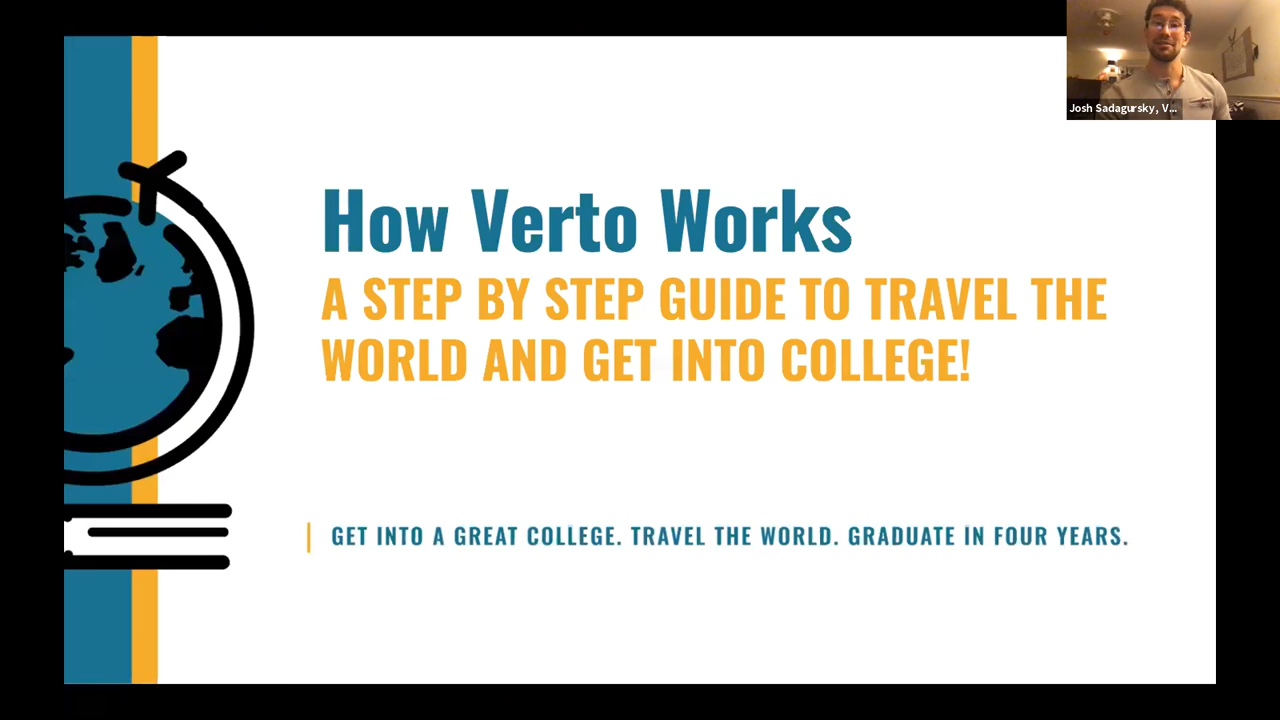 Josh Sadagursky, V...
How Verto Works
A STEP BY STEP GUIDE TO TRAVEL THE
WORLD AND GET INTO COLLEGE!
GET INTO A GREAT COLLEGE. TRAVEL THE WORLD. GRADUATE IN FOUR YEARS.